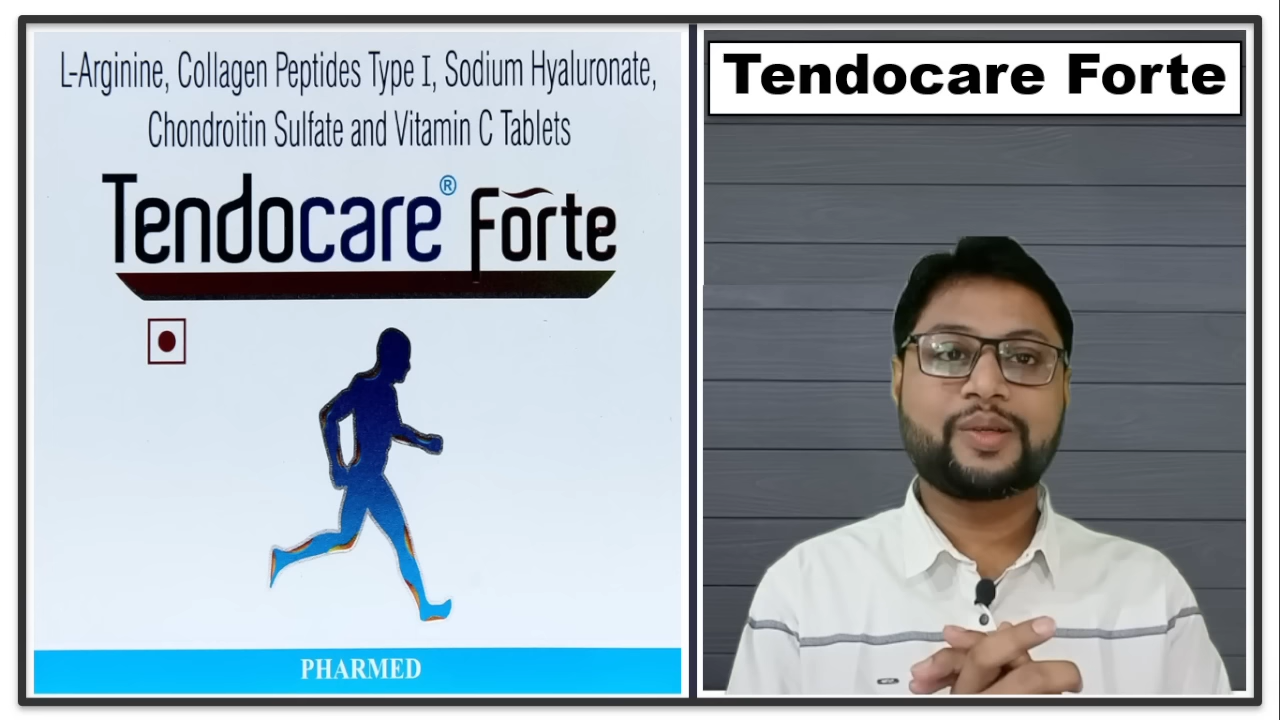 L-Arginine, Collagen Peptides Type I, Sodium Hyaluronate,
Chondroitin Sulfate and Vitamin C Tablets
Tendocare® Forte
PHARMED
Tendocare Forte